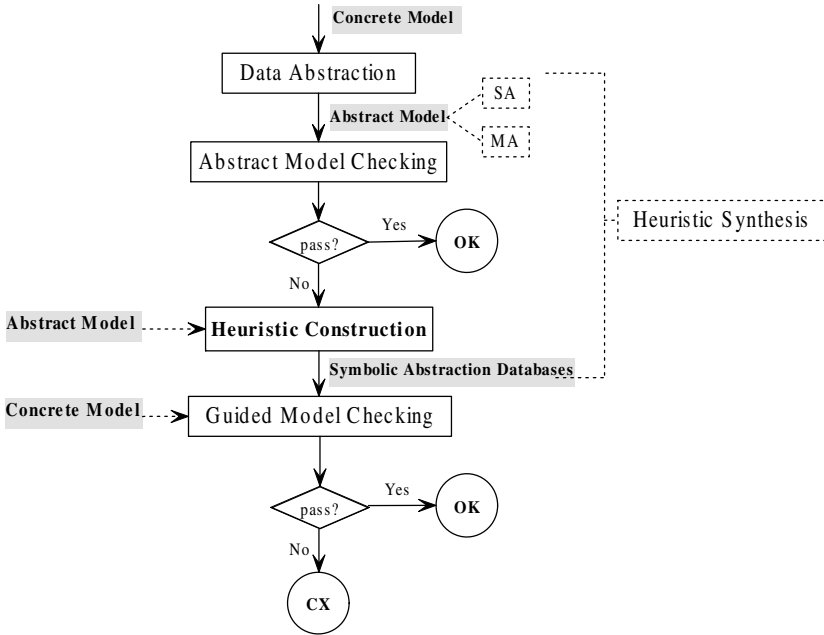 Concrete Model
Data Abstraction
SA
Abstract Model
MA
Abstract Model Checking
pass?
Yes
OK
Heuristic Synthesis
No
Abstract Model
Heuristic Construction
Symbolic Abstraction Databases
Concrete Model
Guided Model Checking
pass?
Yes
OK
No
CX